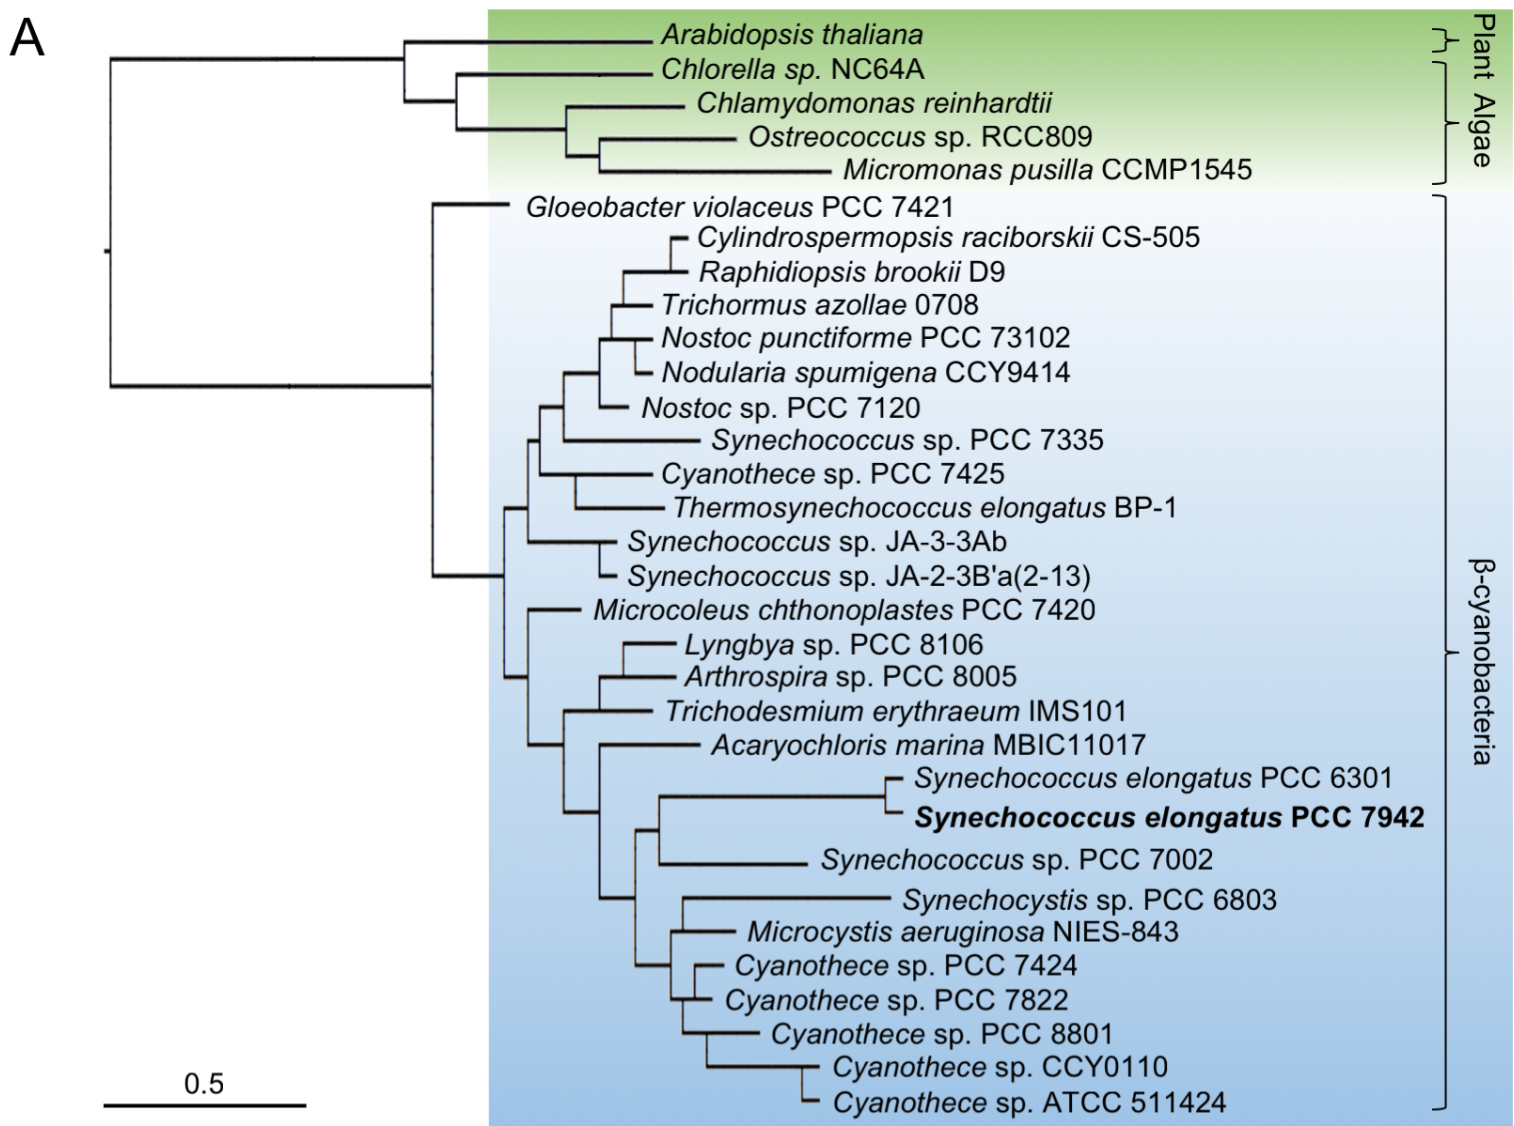 A
Arabidopsis thaliana
Chlorella sp. NC64A
Chlamydomonas reinhardtii
Ostreococcus sp. RCC809
Micromonas pusilla CCMP1545
Gloeobacter violaceus PCC 7421
Cylindrospermopsis raciborskii CS-505
Raphidiopsis brookii D9
Trichormus azollae 0708
Nostoc punctiforme PCC 73102
Nodularia spumigena CCY9414
Nostoc sp. PCC 7120
Synechococcus sp. PCC 7335
Cyanothece sp. PCC 7425
Thermosynechococcus elongatus BP-1
Synechococcus sp. JA-3-3Ab
Synechococcus sp. JA-2-3B'a(2-13)
Microcoleus chthonoplastes PCC 7420
Lyngbya sp. PCC 8106
Arthrospira sp. PCC 8005
Trichodesmium erythraeum IMS101
Acaryochloris marina MBIC11017
Synechococcus elongatus PCC 6301
Synechococcus elongatus PCC 7942
Synechococcus sp. PCC 7002
Synechocystis sp. PCC 6803
Microcystis aeruginosa NIES-843
Cyanothece sp. PCC 7424
Cyanothece sp. PCC 7822
Cyanothece sp. PCC 8801
Cyanothece sp. CCY0110
Cyanothece sp. ATCC 511424
Plant
Algae
β-cyanobacteria
0.5